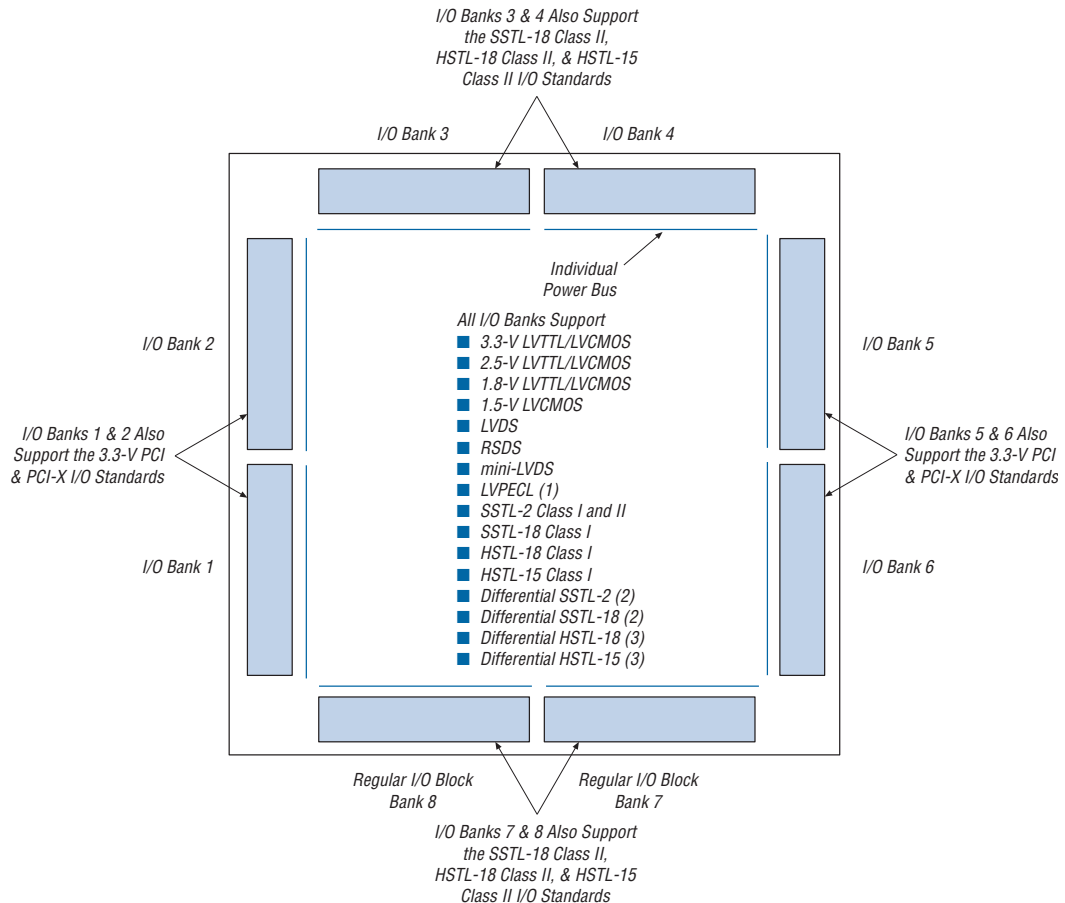 I/O Banks 3 & 4 Also Support
the SSTL-18 Class II,
HSTL-18 Class II, & HSTL-15
Class II I/O Standards
I/O Bank 3
I/O Bank 4
Individual
Power Bus
All I/O Banks Support
3.3-V LVTTL/LVCMOS
2.5-V LVTTL/LVCMOS
1.8-V LVTTL/LVCMOS
1.5-V LVCMOS
LVDS
RSDS
mini-LVDS
LVPECL (1)
SSTL-2 Class I and II
SSTL-18 Class I
HSTL-18 Class I
HSTL-15 Class I
Differential SSTL-2 (2)
Differential SSTL-18 (2)
Differential HSTL-18 (3)
Differential HSTL-15 (3)
I/O Bank 2
I/O Banks 1 & 2 Also
Support the 3.3-V PCI
& PCI-X I/O Standards
I/O Bank 1
I/O Bank 5
I/O Banks 5 & 6 Also
Support the 3.3-V PCI
& PCI-X I/O Standards
I/O Bank 6
Regular I/O Block
Bank 8
Regular I/O Block
Bank 7
I/O Banks 7 & 8 Also Support
the SSTL-18 Class II,
HSTL-18 Class II, & HSTL-15
Class II I/O Standards